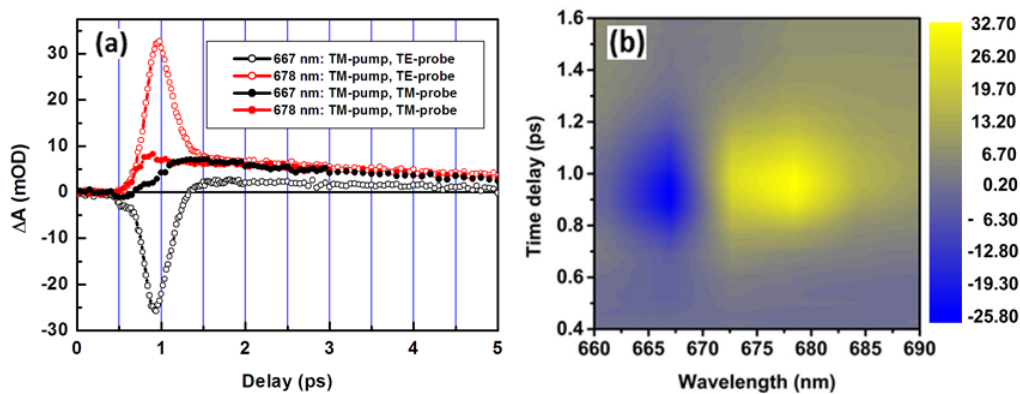 (a)
667 nm: TM-pump, TE-probe
678 nm: TM-pump, TE-probe
667 nm: TM-pump, TM-probe
678 nm: TM-pump, TM-probe
30
20
10
0
-10
-20
-30
ΔA (mOD)
0 1 2 3 4 5
Delay (ps)
(b)
1.6
1.4
1.2
1.0
0.8
0.6
0.4
Time delay (ps)
660 665 670 675 680 685 690
Wavelength (nm)
32.70
26.20
19.70
13.20
6.700
0.200
- 6.300
-12.80
-19.30
-25.80